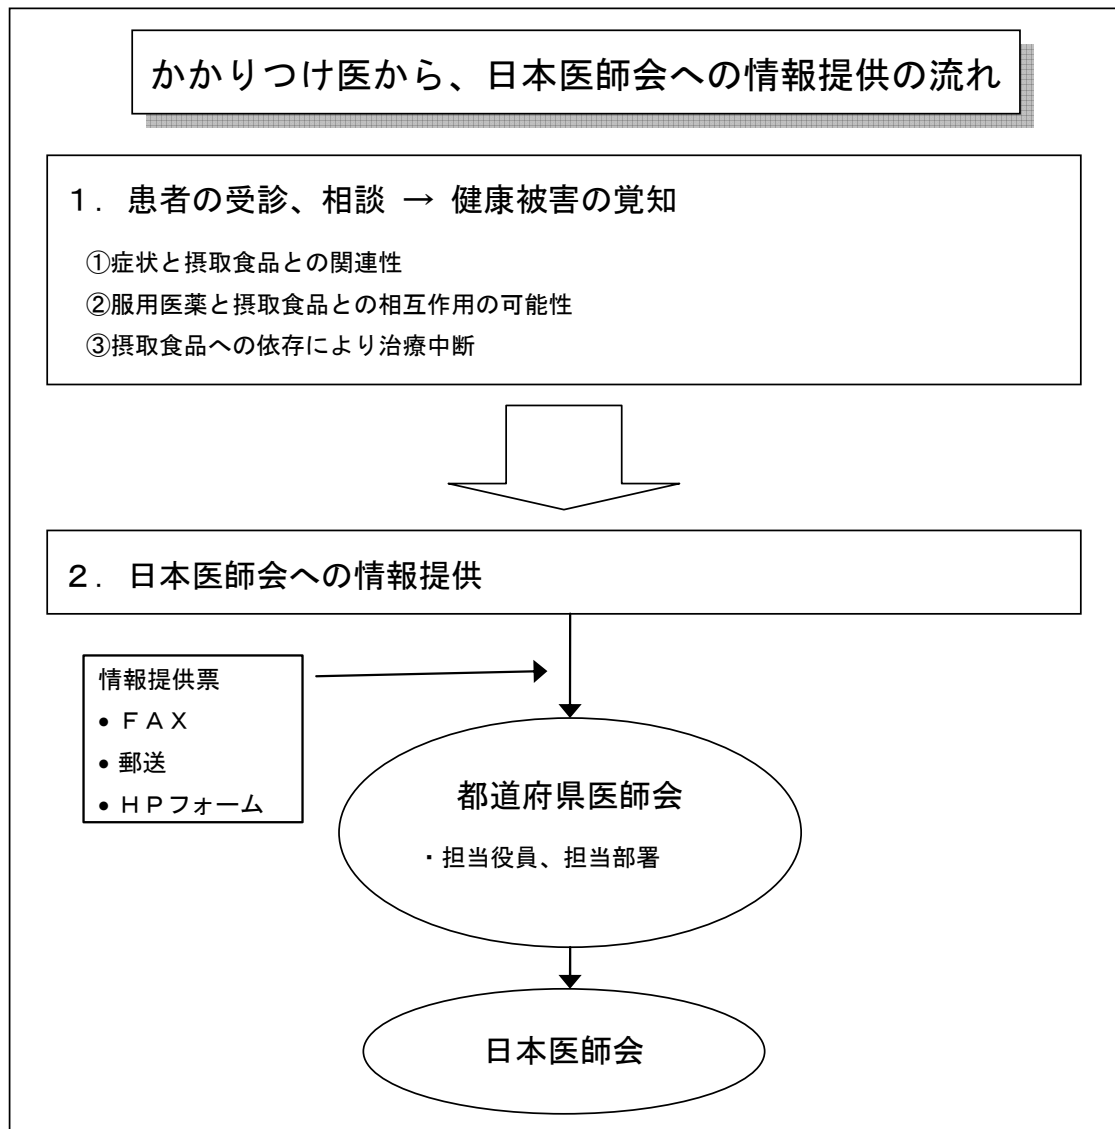 かかりつけ医から、日本医師会への情報提供の流れ
１．患者の受診、相談 → 健康被害の覚知
①症状と摂取食品との関連性
②服用医薬と摂取食品との相互作用の可能性
③摂取食品への依存により治療中断
２．日本医師会への情報提供
情報提供票
• ＦＡＸ
• 郵送
• ＨＰフォーム
都道府県医師会
・担当役員、担当部署
日本医師会